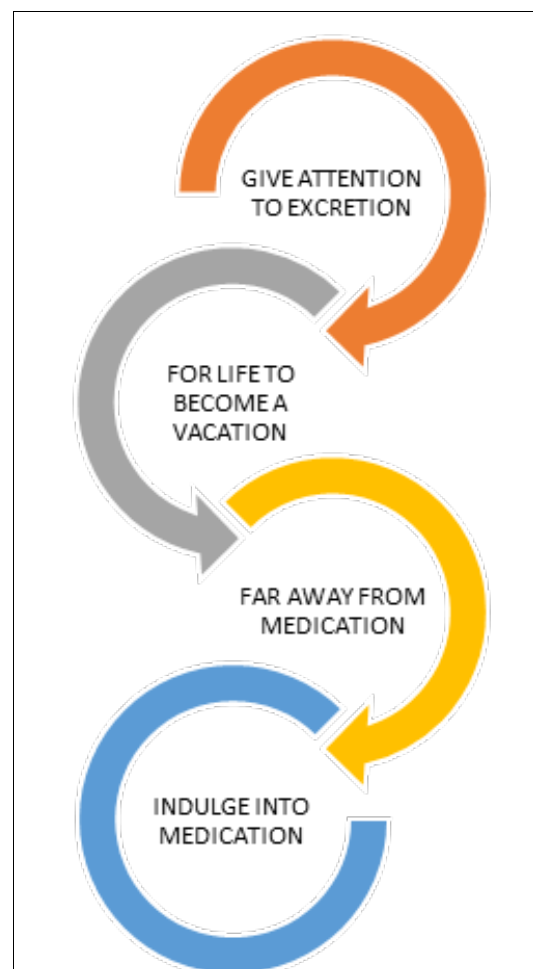 GIVE ATTENTION
TO EXCRETION
FOR LIFE TO
BECOME A
VACATION
FAR AWAY FROM
MEDICATION
INDULGE INTO
MEDICATION